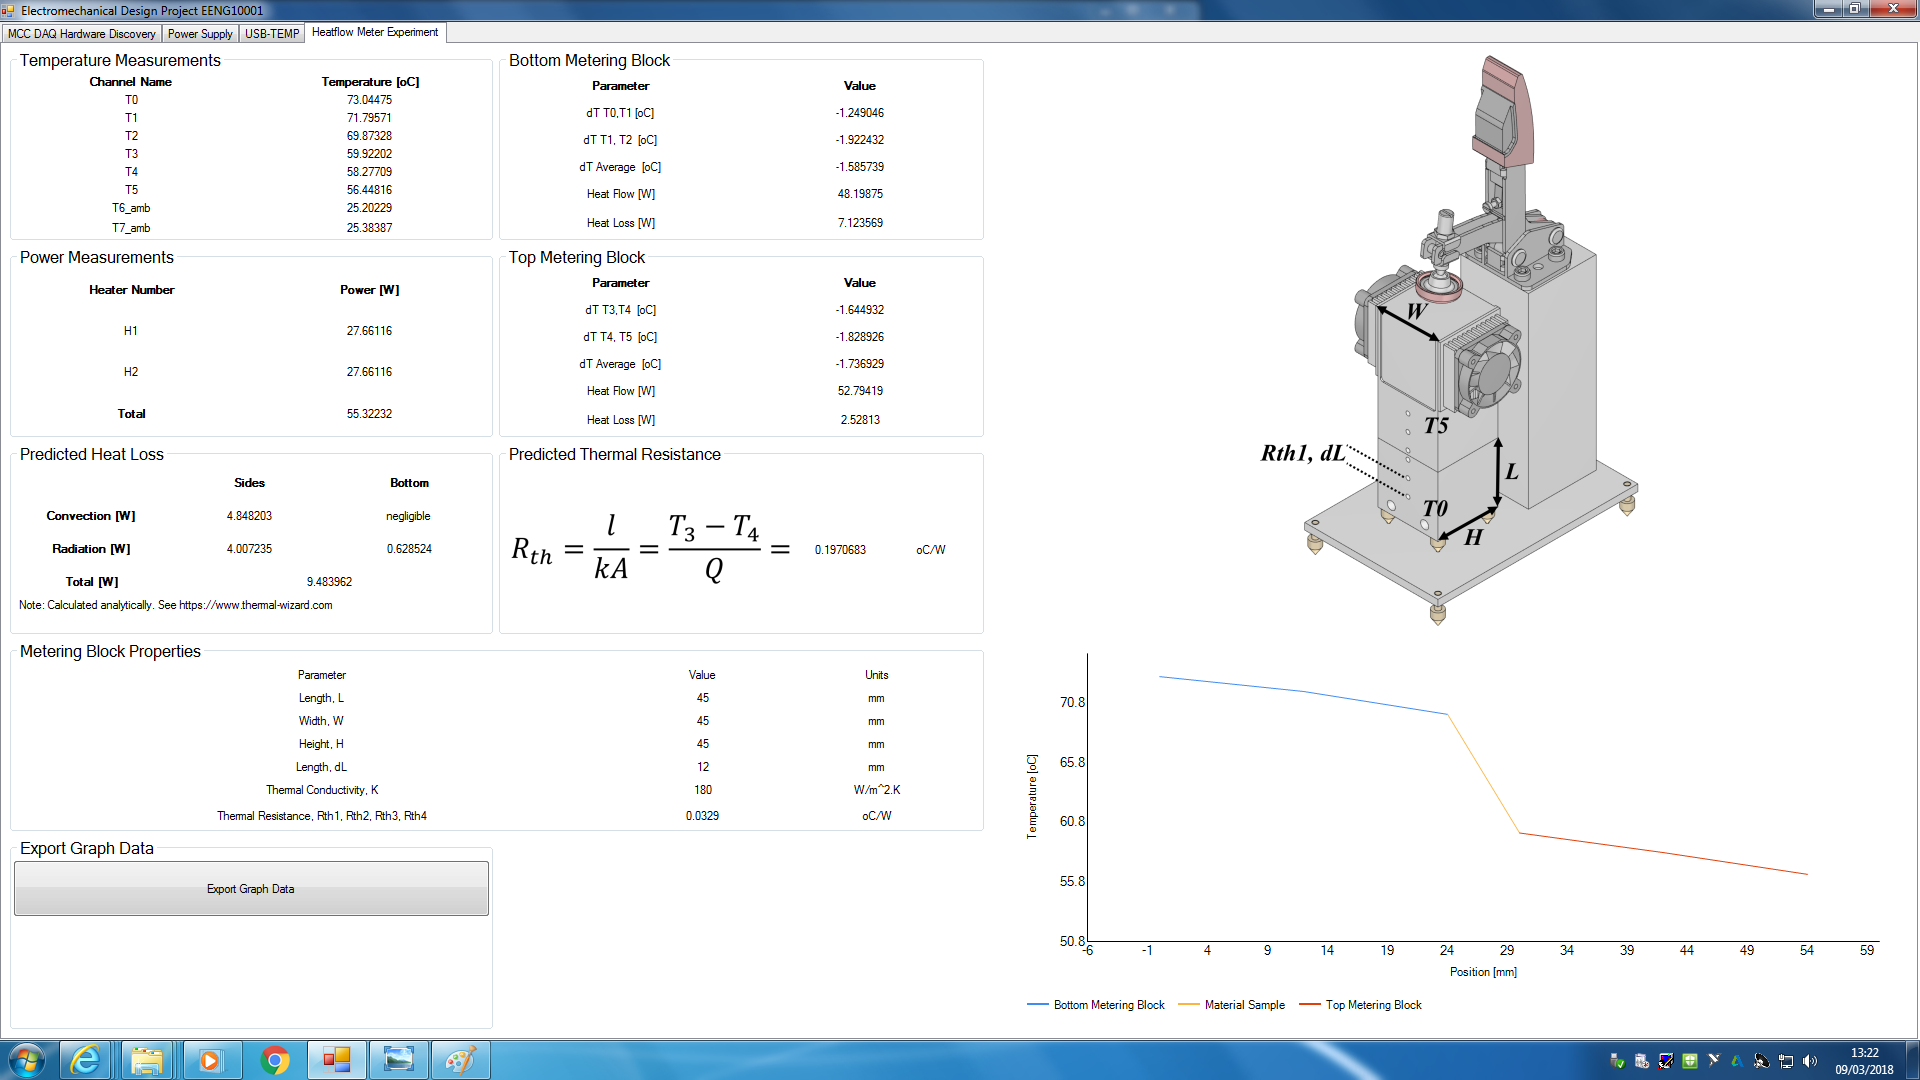 Electromechanical Design Project EENG10001
MCC DAQ Hardware Discovery Power Supply USB-TEMP Heatflow Meter Experiment
Temperature Measurements
Channel Name Temperature [oC]
T0 73.04475
T1 71.79571
T2 69.87328
T3 59.92202
T4 58.27709
T5 56.44816
T6_amb 25.20229
T7_amb 25.38387
Bottom Metering Block
Parameter Value
dT T0,T1 [oC] -1.249046
dT T1, T2 [oC] -1.922432
dT Average [oC] -1.585739
Heat Flow [W] 48.19875
Heat Loss [W] 7.123569
Power Measurements
Heater Number Power [W]
H1 27.66116
H2 27.66116
Total 55.32232
Top Metering Block
Parameter Value
dT T3,T4 [oC] -1.644932
dT T4, T5 [oC] -1.828926
dT Average [oC] -1.736929
Heat Flow [W] 52.79419
Heat Loss [W] 2.52813
Predicted Heat Loss
Sides Bottom
Convection [W] 4.848203 negligible
Radiation [W] 4.007235 0.628524
Total [W] 9.483962
Note: Calculated analytically. See https://www.thermal-wizard.com
Predicted Thermal Resistance
R_th = l/kA = (T_3 − T_4)/Q = 0.1970683 oC/W
Metering Block Properties
Parameter Value Units
Length, L 45 mm
Width, W 45 mm
Height, H 45 mm
Length, dL 12 mm
Thermal Conductivity, K 180 W/m^2.K
Thermal Resistance, Rth1, Rth2, Rth3, Rth4 0.0329 oC/W
Export Graph Data
Export Graph Data
W
T5
Rth1, dL
L
T0
H
70.8
65.8
60.8
55.8
50.8
Temperature [oC]
-6 -1 4 9 14 19 24 29 34 39 44 49 54 59
Position [mm]
Bottom Metering Block Material Sample Top Metering Block
13:22
09/03/2018